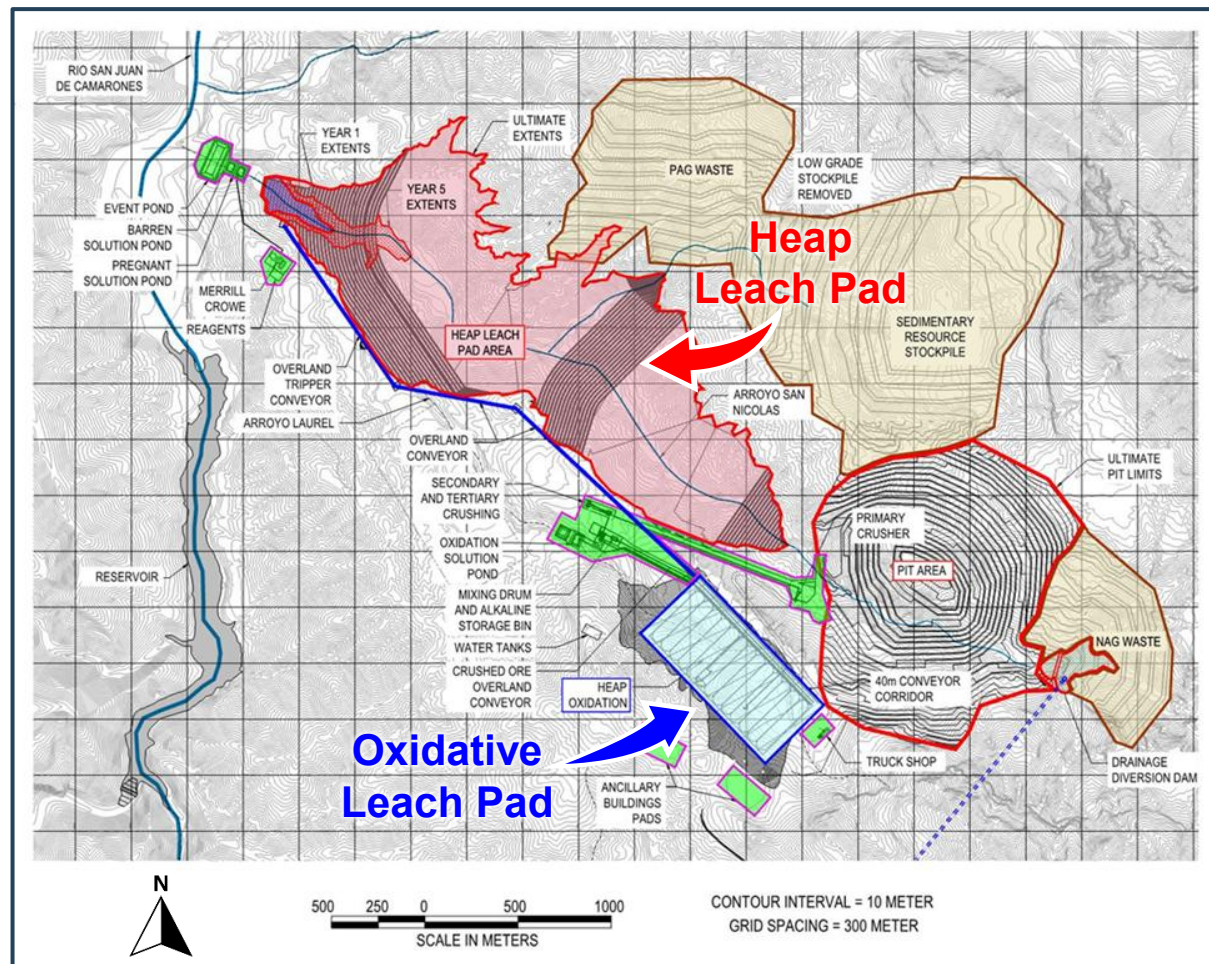 RIO SAN JUAN
DE CAMARONES
YEAR 1
EXTENTS
ULTIMATE
EXTENTS
YEAR 5
EXTENTS
PAG WASTE
LOW GRADE
STOCKPILE
REMOVED
EVENT POND
BARREN
SOLUTION POND
PREGNANT
SOLUTION POND
MERRILL
CROWE
REAGENTS
Heap
Leach Pad
HEAP LEACH
PAD AREA
SEDIMENTARY
RESOURCE
STOCKPILE
OVERLAND
TRIPPER
CONVEYOR
ARROYO LAUREL
ARROYO SAN
NICOLAS
OVERLAND
CONVEYOR
SECONDARY
AND TERTIARY
CRUSHING
OXIDATION
SOLUTION
POND
MIXING DRUM
AND ALKALINE
STORAGE BIN
WATER TANKS
CRUSHED ORE
OVERLAND
CONVEYOR
HEAP
OXIDATION
RESERVOIR
ULTIMATE
PIT LIMITS
PRIMARY
CRUSHER
PIT AREA
NAG WASTE
40m CONVEYOR
CORRIDOR
TRUCK SHOP
DRAINAGE
DIVERSION DAM
Oxidative
Leach Pad
ANCILLARY
BUILDINGS
PADS
N
500 250 0 500 1000
SCALE IN METERS
CONTOUR INTERVAL = 10 METER
GRID SPACING = 300 METER